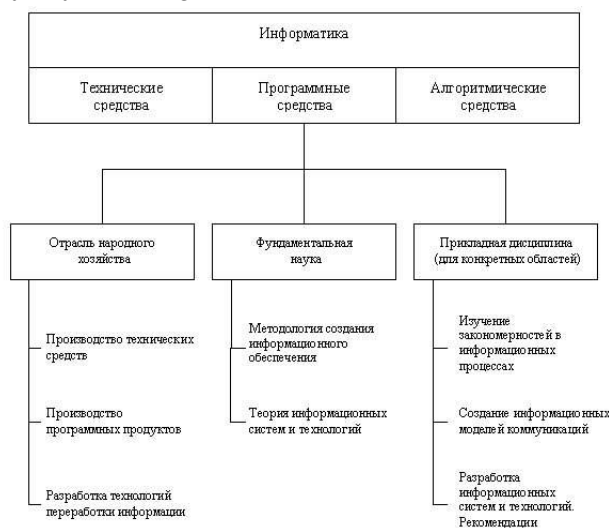 Информатика
Технические
средства
Программные
средства
Алгоритмические
средства
Отрасль народного
хозяйства
Фундаментальная
наука
Прикладная дисциплина
(для конкретных областей)
Производство технических
средств
Производство
программных продуктов
Разработка технологий
переработки информации
Методология создания
информационного
обеспечения
Теория информационных
систем и технологий
Изучение
закономерностей в
информационных
процессах
Создание информационных
моделей коммуникаций
Разработка
информационных
систем и технологий.
Рекомендации